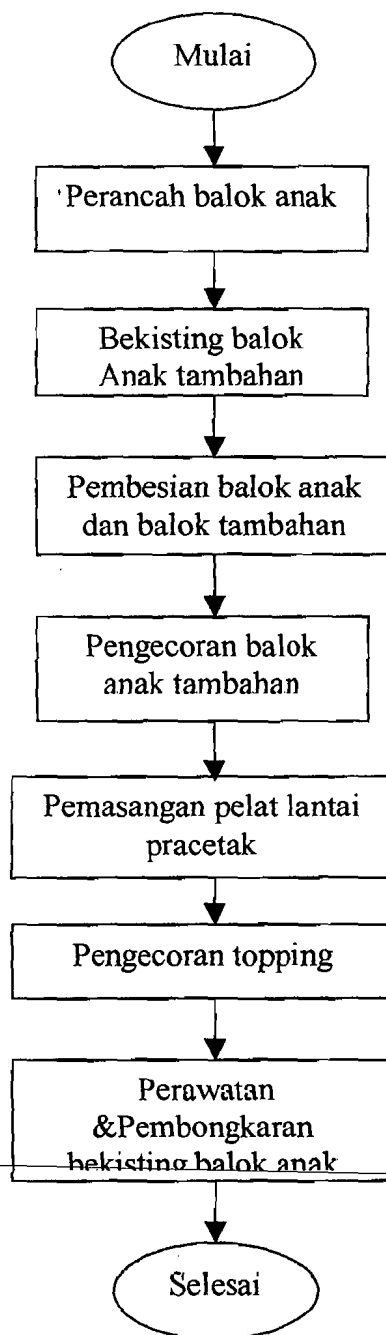 Mulai
Perancah balok anak
Bekisting balok
Anak tambahan
Pembesian balok anak
dan balok tambahan
Pengecoran balok
anak tambahan
Pemasangan pelat lantai
pracetak
Pengecoran topping
Perawatan
&Pembongkaran
bekisting balok anak
Selesai